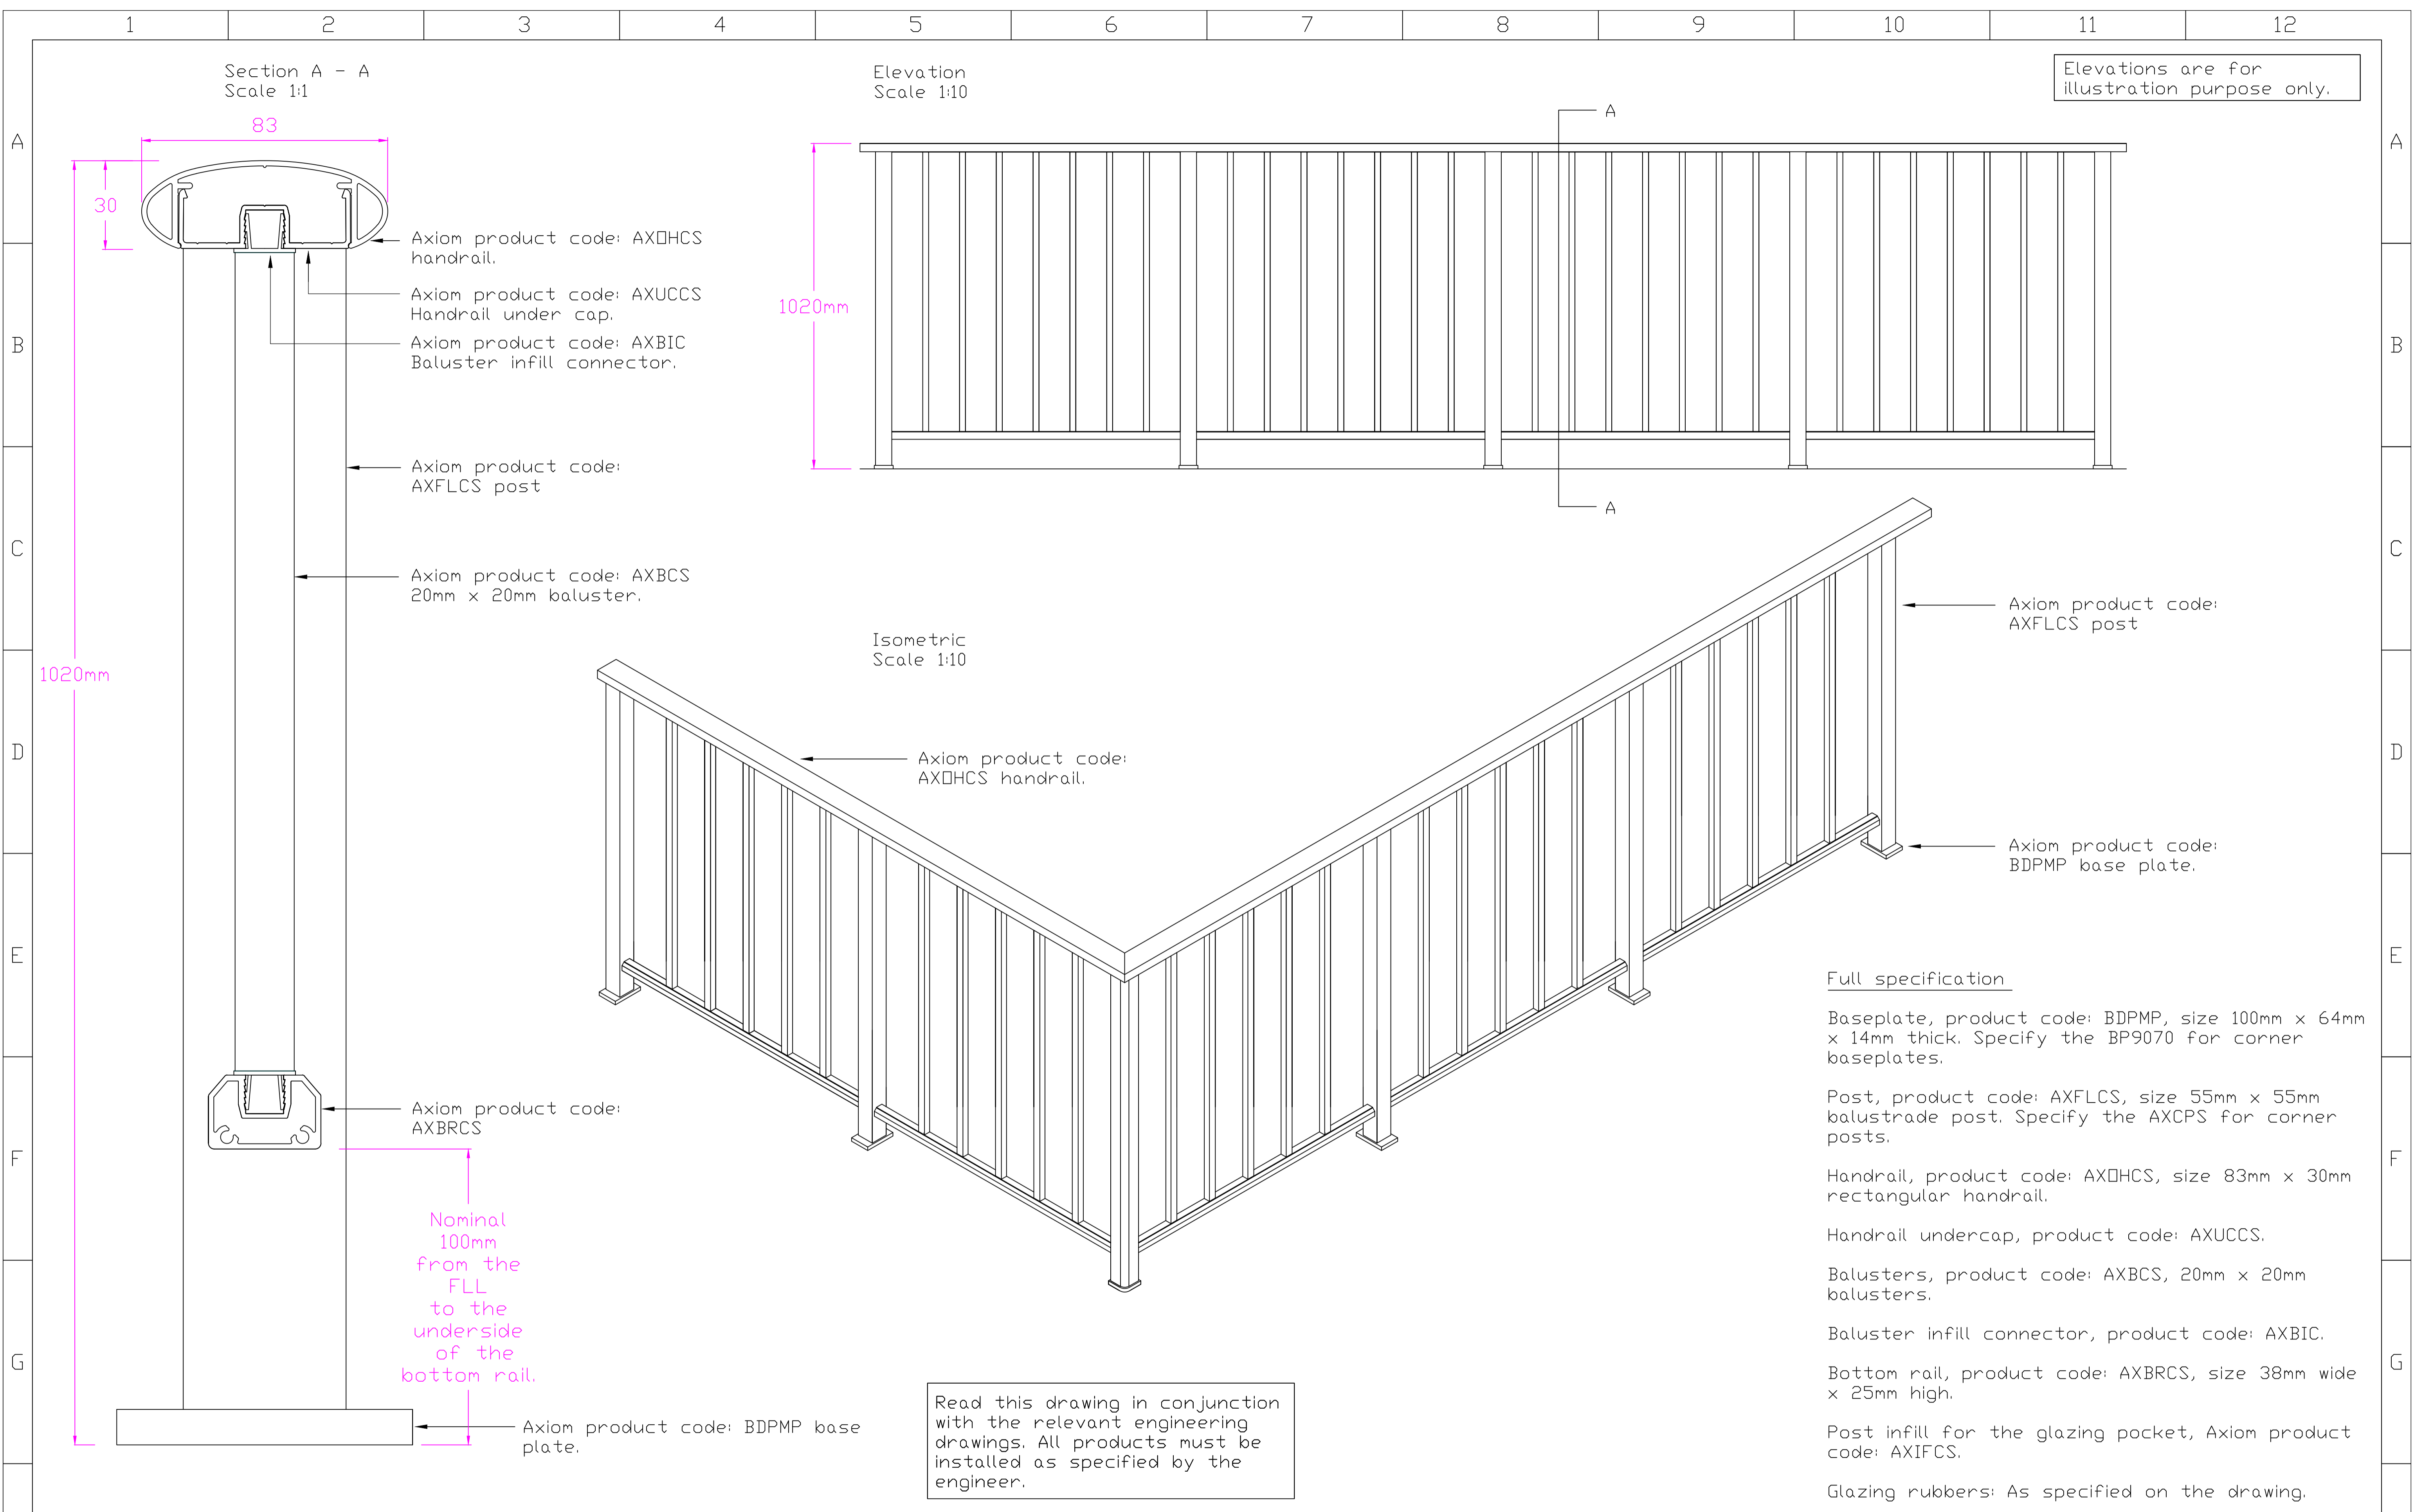 1 2 3 4 5 6 7 8 9 10 11 12
A
B
C
D
E
F
G
Section A - A
Scale 1:1
83
30
1020mm
Axiom product code: AXOHCS
handrail.
Axiom product code: AXUCCS
Handrail under cap.
Axiom product code: AXBIC
Baluster infill connector.
Axiom product code:
AXFLCS post
Axiom product code: AXBCS
20mm x 20mm baluster.
Axiom product code:
AXBRCS
Nominal
100mm
from the
FLL
to the
underside
of the
bottom rail.
Axiom product code: BDPMP base
plate.
Elevation
Scale 1:10
1020mm
A
A
Elevations are for
illustration purpose only.
Isometric
Scale 1:10
Axiom product code:
AXOHCS handrail.
Axiom product code:
AXFLCS post
Axiom product code:
BDPMP base plate.
Read this drawing in conjunction
with the relevant engineering
drawings. All products must be
installed as specified by the
engineer.
Full specification
Baseplate, product code: BDPMP, size 100mm x 64mm
x 14mm thick. Specify the BP9070 for corner
baseplates.
Post, product code: AXFLCS, size 55mm x 55mm
balustrade post. Specify the AXCPS for corner
posts.
Handrail, product code: AXOHCS, size 83mm x 30mm
rectangular handrail.
Handrail undercap, product code: AXUCCS.
Balusters, product code: AXBCS, 20mm x 20mm
balusters.
Baluster infill connector, product code: AXBIC.
Bottom rail, product code: AXBRCS, size 38mm wide
x 25mm high.
Post infill for the glazing pocket, Axiom product
code: AXIFCS.
Glazing rubbers: As specified on the drawing.
A
B
C
D
E
F
G